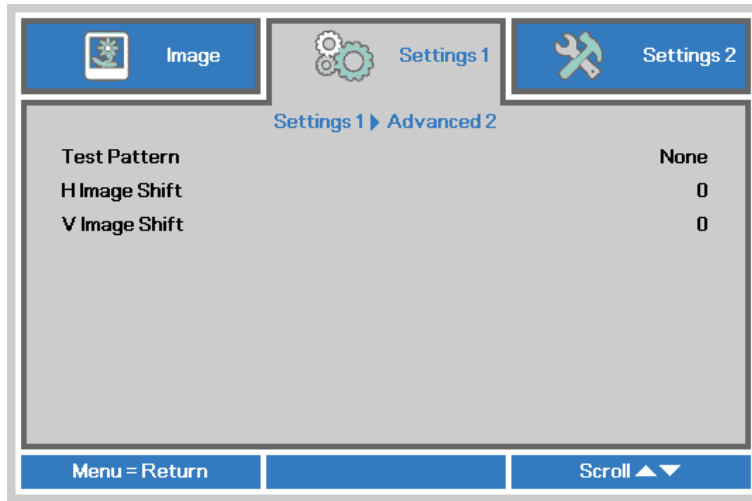 Image Settings 1 Settings 2
Settings 1 ▶ Advanced 2
Test Pattern None
H Image Shift 0
V Image Shift 0
Menu = Return Scroll ▲▼